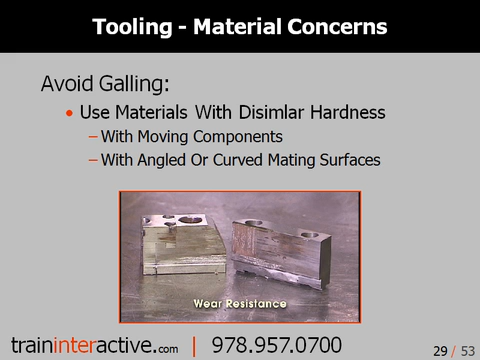 Tooling - Material Concerns
Avoid Galling:
• Use Materials With Disimlar Hardness
– With Moving Components
– With Angled Or Curved Mating Surfaces
Wear Resistance
traininteractive.com | 978.957.0700
29 / 53